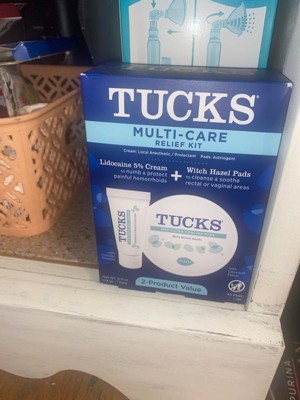 TUCKS
MULTI-CARE
RELIEF KIT
Cream: Local Anesthetic / Protectant Pads: Astringent
Lidocaine 5% Cream
to numb & protect
painful hemorrhoids
+
Witch Hazel Pads
to cleanse & soothe
rectal or vaginal areas
TUCKS
TUCKS
2-Product Value